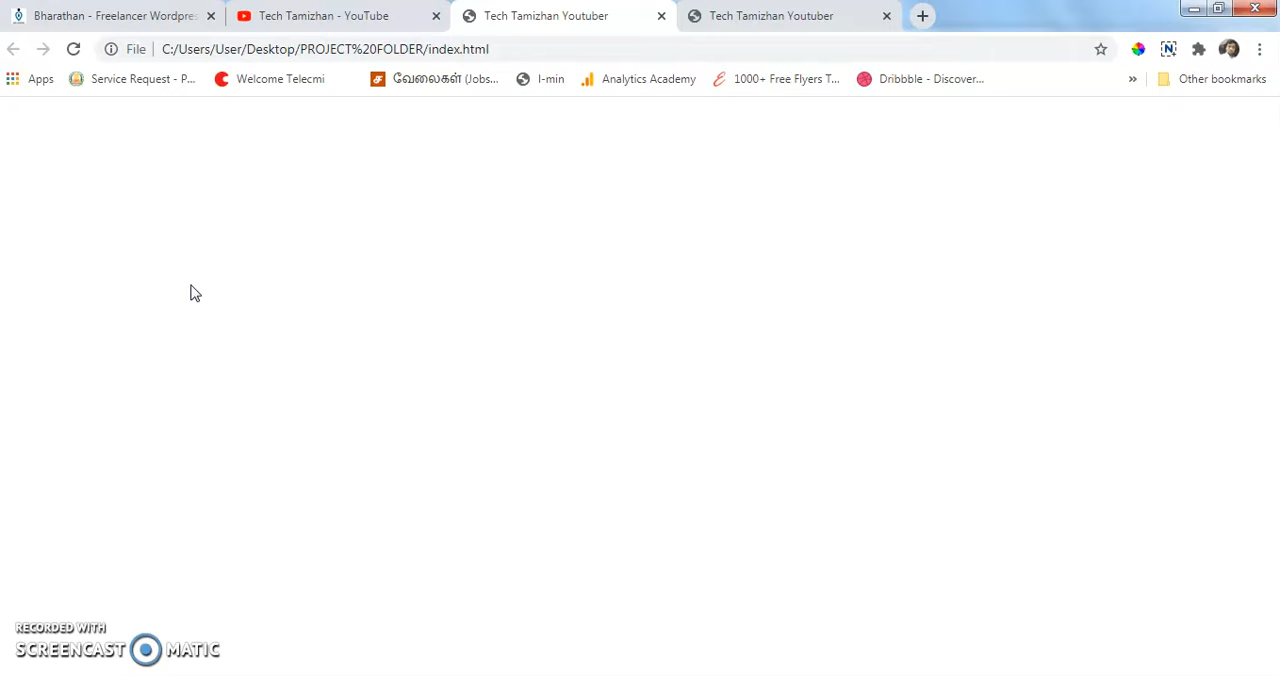 Bharathan - Freelancer Wordpres
Tech Tamizhan - YouTube
Tech Tamizhan Youtuber
Tech Tamizhan Youtuber
File
C:/Users/User/Desktop/PROJECT%20FOLDER/index.html
Apps
Service Request - P...
Welcome Telecmi
வேலைகள் (Jobs...
I-min
Analytics Academy
1000+ Free Flyers T...
Dribbble - Discover...
»
Other bookmarks
RECORDED WITH
SCREENCAST MATIC